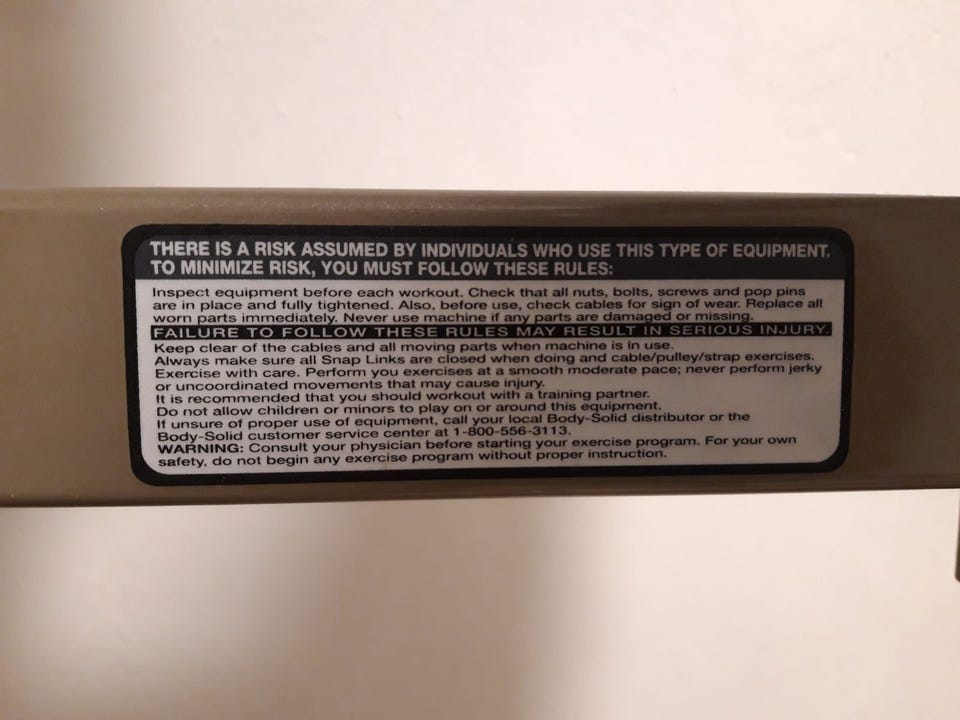 THERE IS A RISK ASSUMED BY INDIVIDUALS WHO USE THIS TYPE OF EQUIPMENT.
TO MINIMIZE RISK, YOU MUST FOLLOW THESE RULES:
Inspect equipment before each workout. Check that all nuts, bolts, screws and pop pins
are in place and fully tightened. Also, before use, check cables for sign of wear. Replace all
worn parts immediately. Never use machine if any parts are damaged or missing.
FAILURE TO FOLLOW THESE RULES MAY RESULT IN SERIOUS INJURY.
Keep clear of the cables and all moving parts when machine is in use.
Always make sure all Snap Links are closed when doing and cable/pulley/strap exercises.
Exercise with care. Perform you exercises at a smooth moderate pace; never perform jerky
or uncoordinated movements that may cause injury.
It is recommended that you should workout with a training partner.
Do not allow children or minors to play on or around this equipment.
If unsure of proper use of equipment, call your local Body-Solid distributor or the
Body-Solid customer service center at 1-800-556-3113.
WARNING: Consult your physician before starting your exercise program. For your own
safety, do not begin any exercise program without proper instruction.